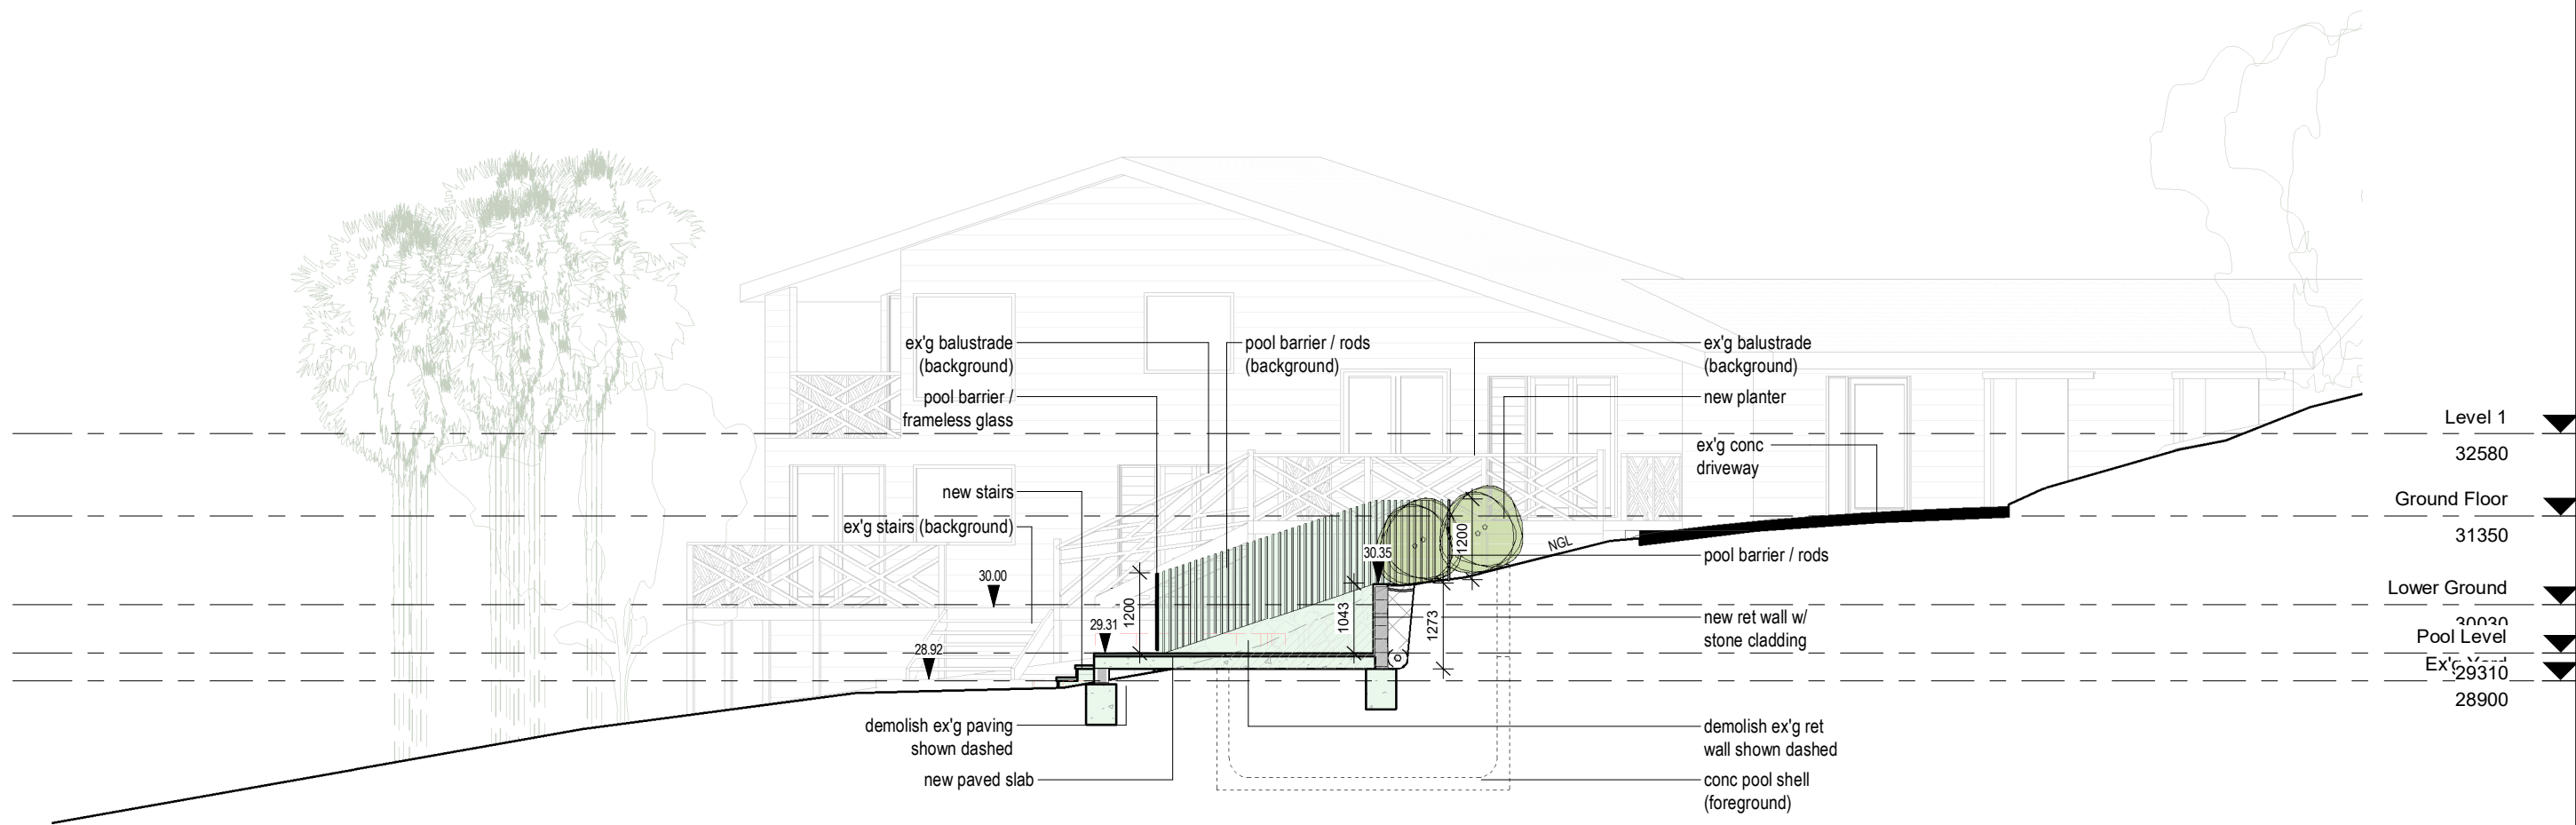 ex'g balustrade
(background)
pool barrier /
frameless glass
pool barrier / rods
(background)
ex'g balustrade
(background)
new planter
ex'g conc
driveway
new stairs
ex'g stairs (background)
Level 1
32580
Ground Floor
31350
NGL
pool barrier / rods
1200
30.35
30.00
1200
29.31
28.92
1043
1273
new ret wall w/
stone cladding
Lower Ground
30030
Pool Level
Ex'g Yard
29310
28900
demolish ex'g paving
shown dashed
new paved slab
demolish ex'g ret
wall shown dashed
conc pool shell
(foreground)